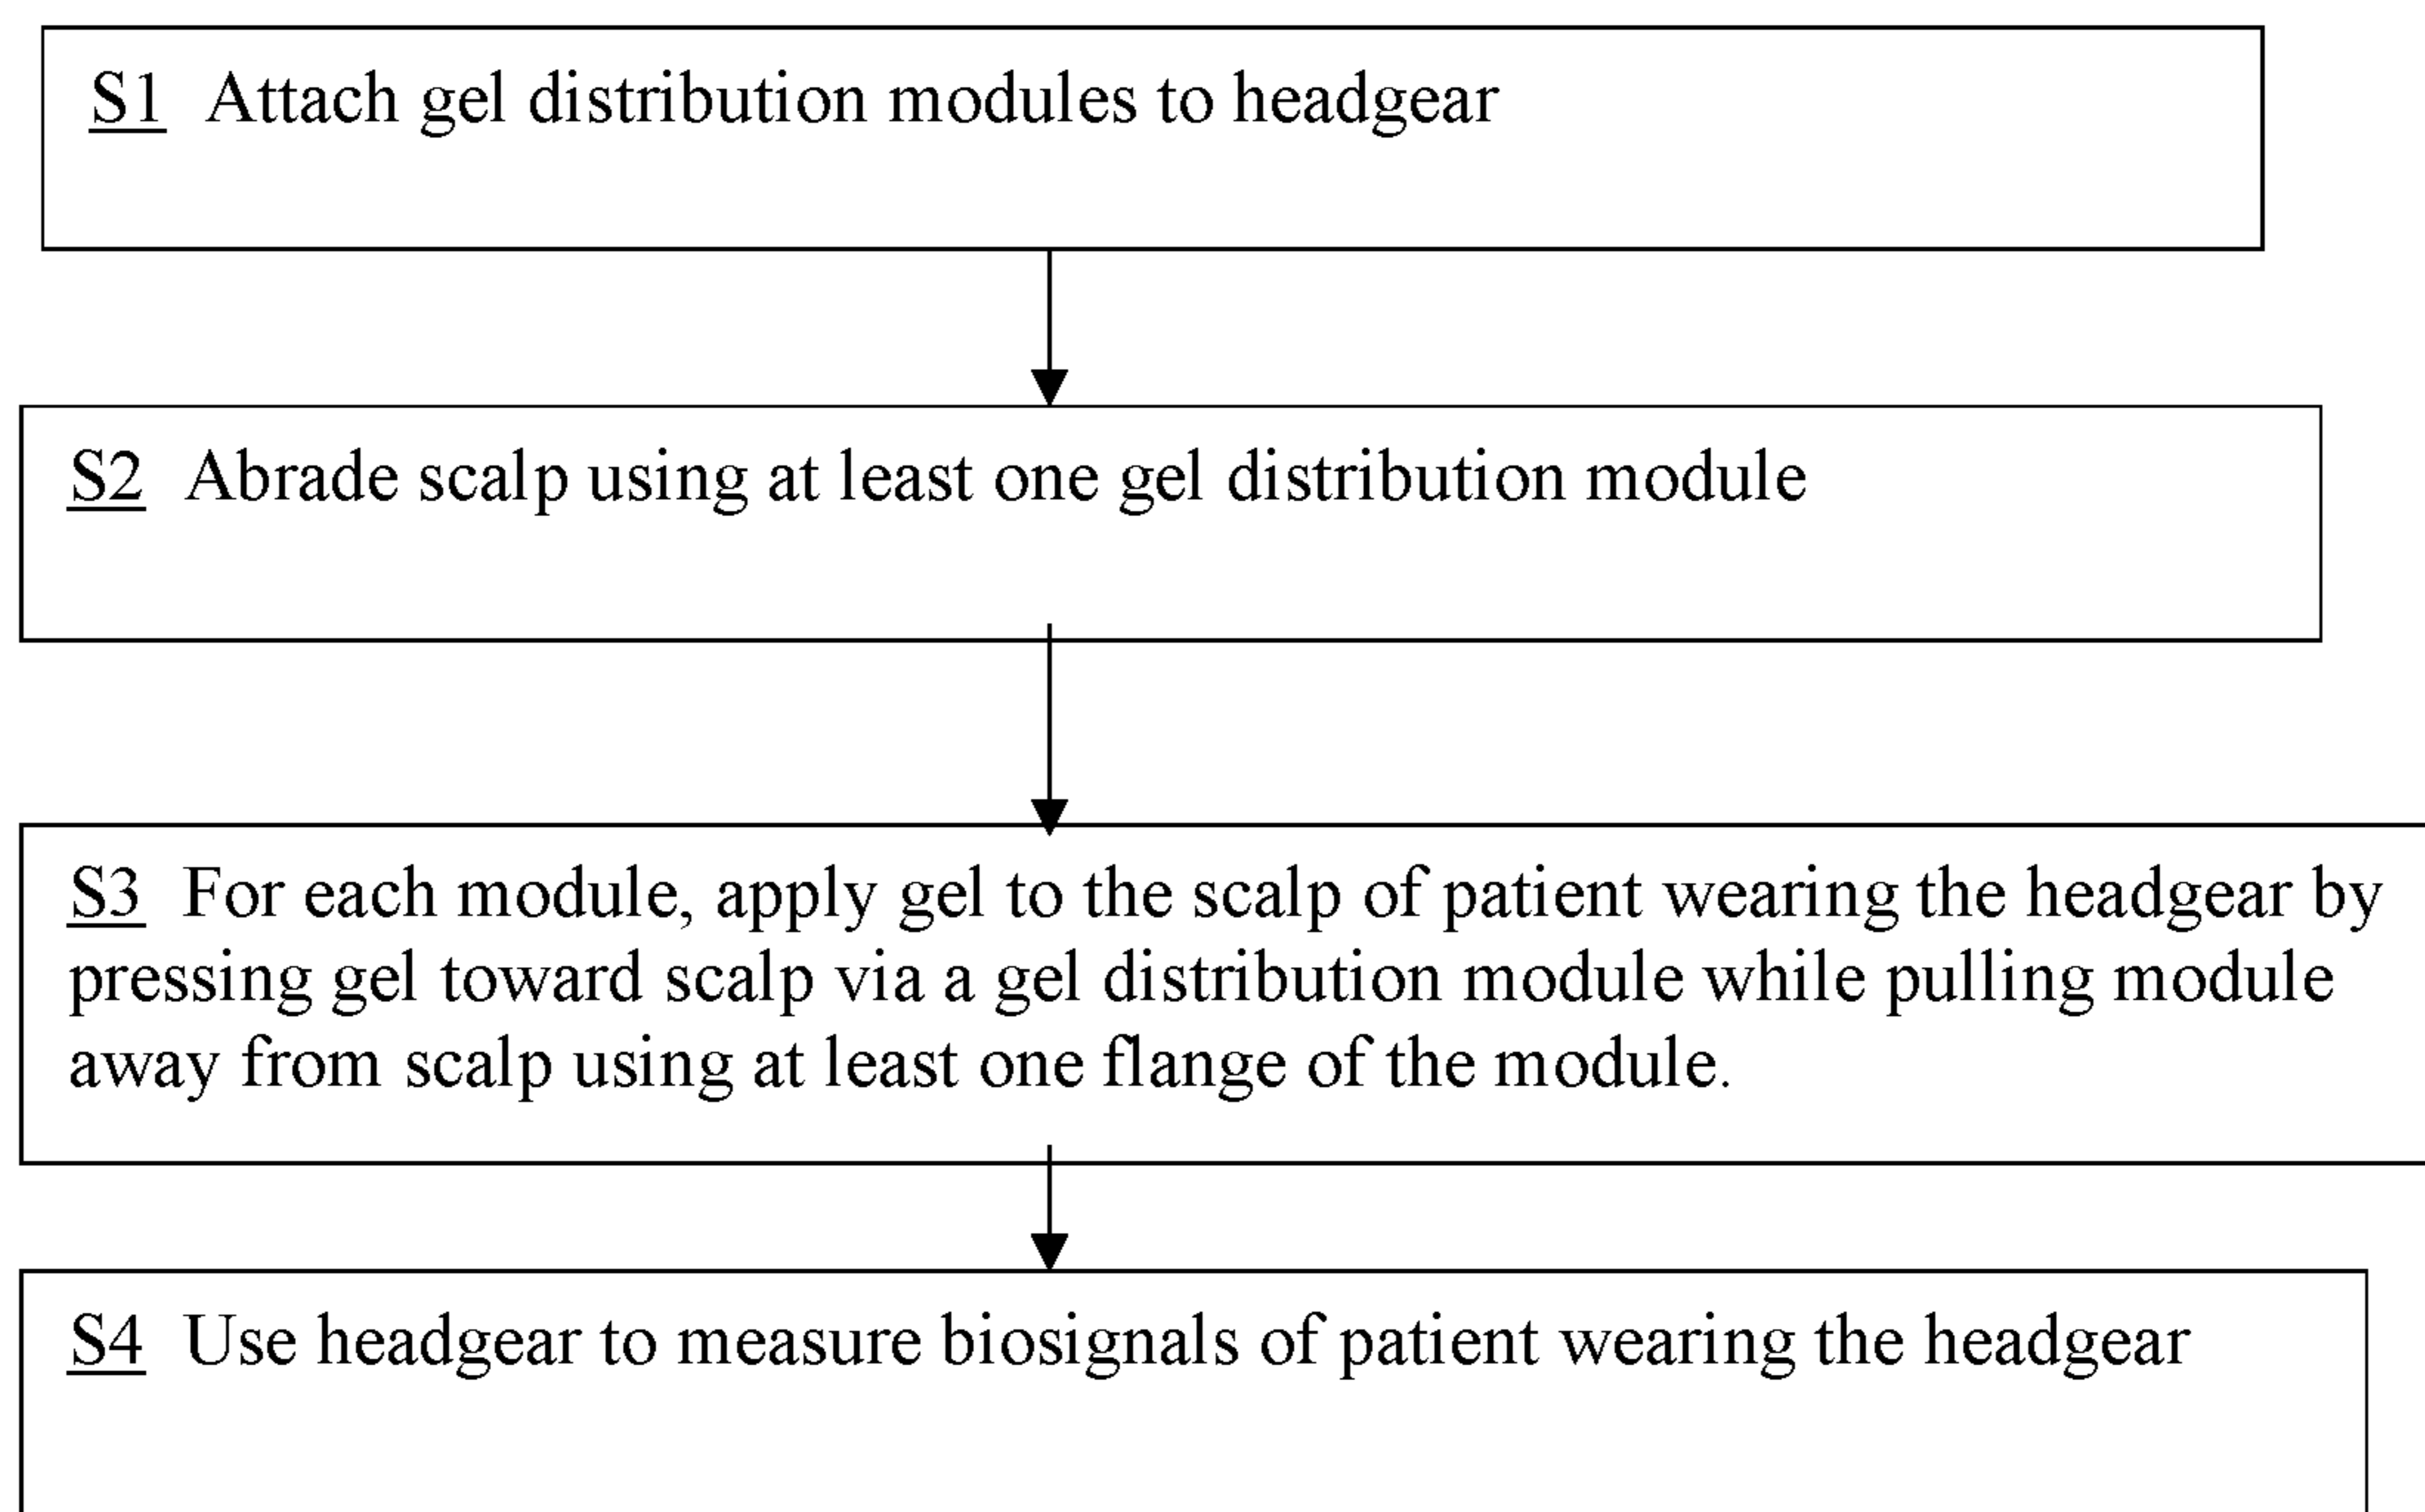 S1 Attach gel distribution modules to headgear
S2 Abrade scalp using at least one gel distribution module
S3 For each module, apply gel to the scalp of patient wearing the headgear by
pressing gel toward scalp via a gel distribution module while pulling module
away from scalp using at least one flange of the module.
S4 Use headgear to measure biosignals of patient wearing the headgear